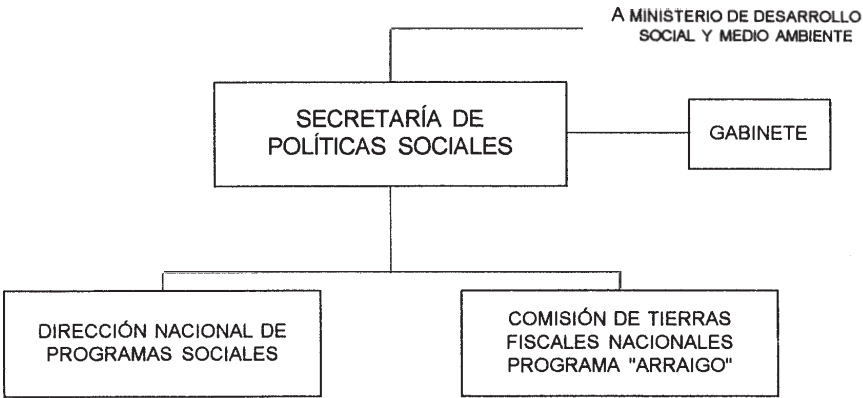 A MINISTERIO DE DESARROLLO
SOCIAL Y MEDIO AMBIENTE
SECRETARÍA DE
POLÍTICAS SOCIALES
GABINETE
DIRECCIÓN NACIONAL DE
PROGRAMAS SOCIALES
COMISIÓN DE TIERRAS
FISCALES NACIONALES
PROGRAMA "ARRAIGO"